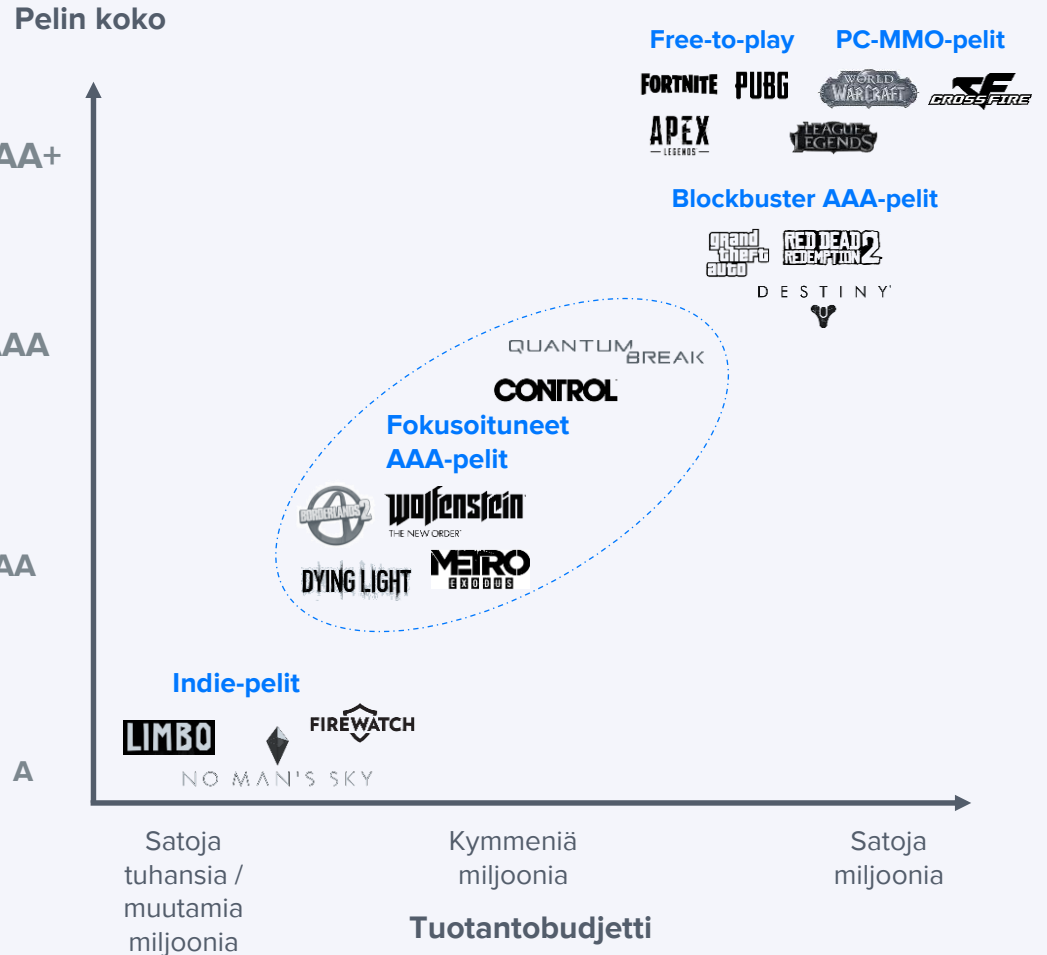 Pelin koko
Free-to-play
PC-MMO-pelit
FORTNITE
PUBG
WORLD
WARCRAFT
CROSSFIRE
APEX
LEGENDS
LEAGUE
LEGENDS
AA+
Blockbuster AAA-pelit
grand
theft
auto
RED DEAD
REDEMPTION 2
DESTINY
AA
QUANTUM
BREAK
CONTROL
Fokusoituneet
AAA-pelit
BORDERLANDS 2
Wolfenstein
THE NEW ORDER
AA
DYING LIGHT
METRO
EXODUS
Indie-pelit
LIMBO
FIREWATCH
NO MAN'S SKY
A
Satoja
tuhansia /
muutamia
miljoonia
Kymmeniä
miljoonia
Satoja
miljoonia
Tuotantobudjetti